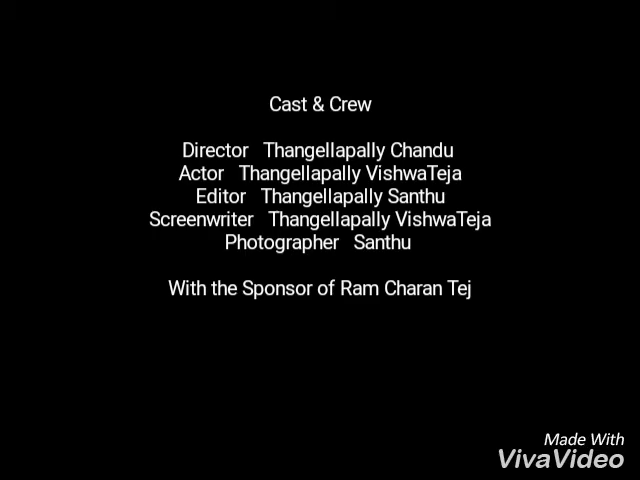 Cast & Crew
Director Thangellapally Chandu
Actor Thangellapally VishwaTeja
Editor Thangellapally Santhu
Screenwriter Thangellapally VishwaTeja
Photographer Santhu
With the Sponsor of Ram Charan Tej
Made With
VivaVideo